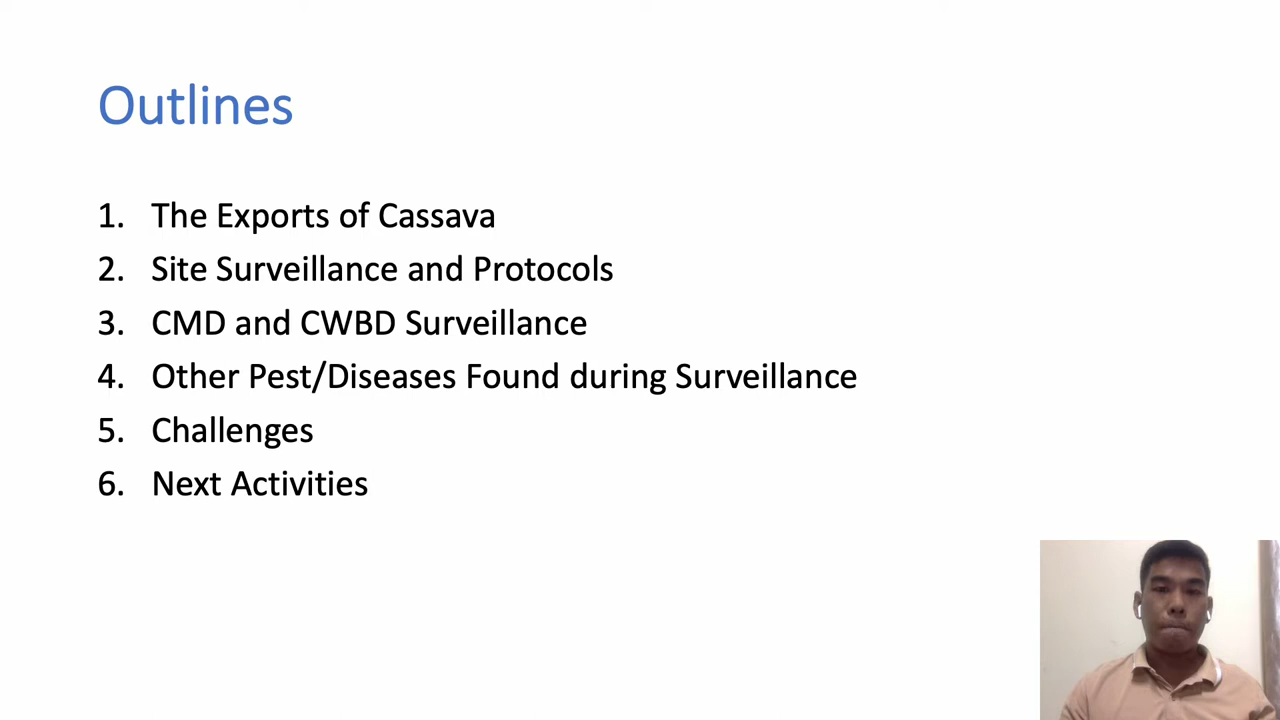 Outlines
1. The Exports of Cassava
2. Site Surveillance and Protocols
3. CMD and CWBD Surveillance
4. Other Pest/Diseases Found during Surveillance
5. Challenges
6. Next Activities